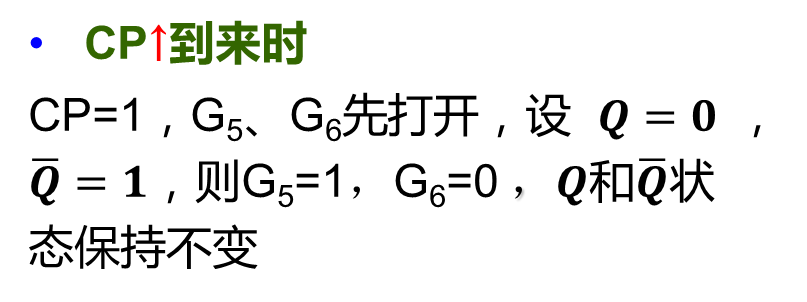 • CP↑到来时
CP=1，G₅、G₆先打开，设 Q = 0 ，
Q̅ = 1，则G₅=1，G₆=0 ，Q和Q̅状
态保持不变